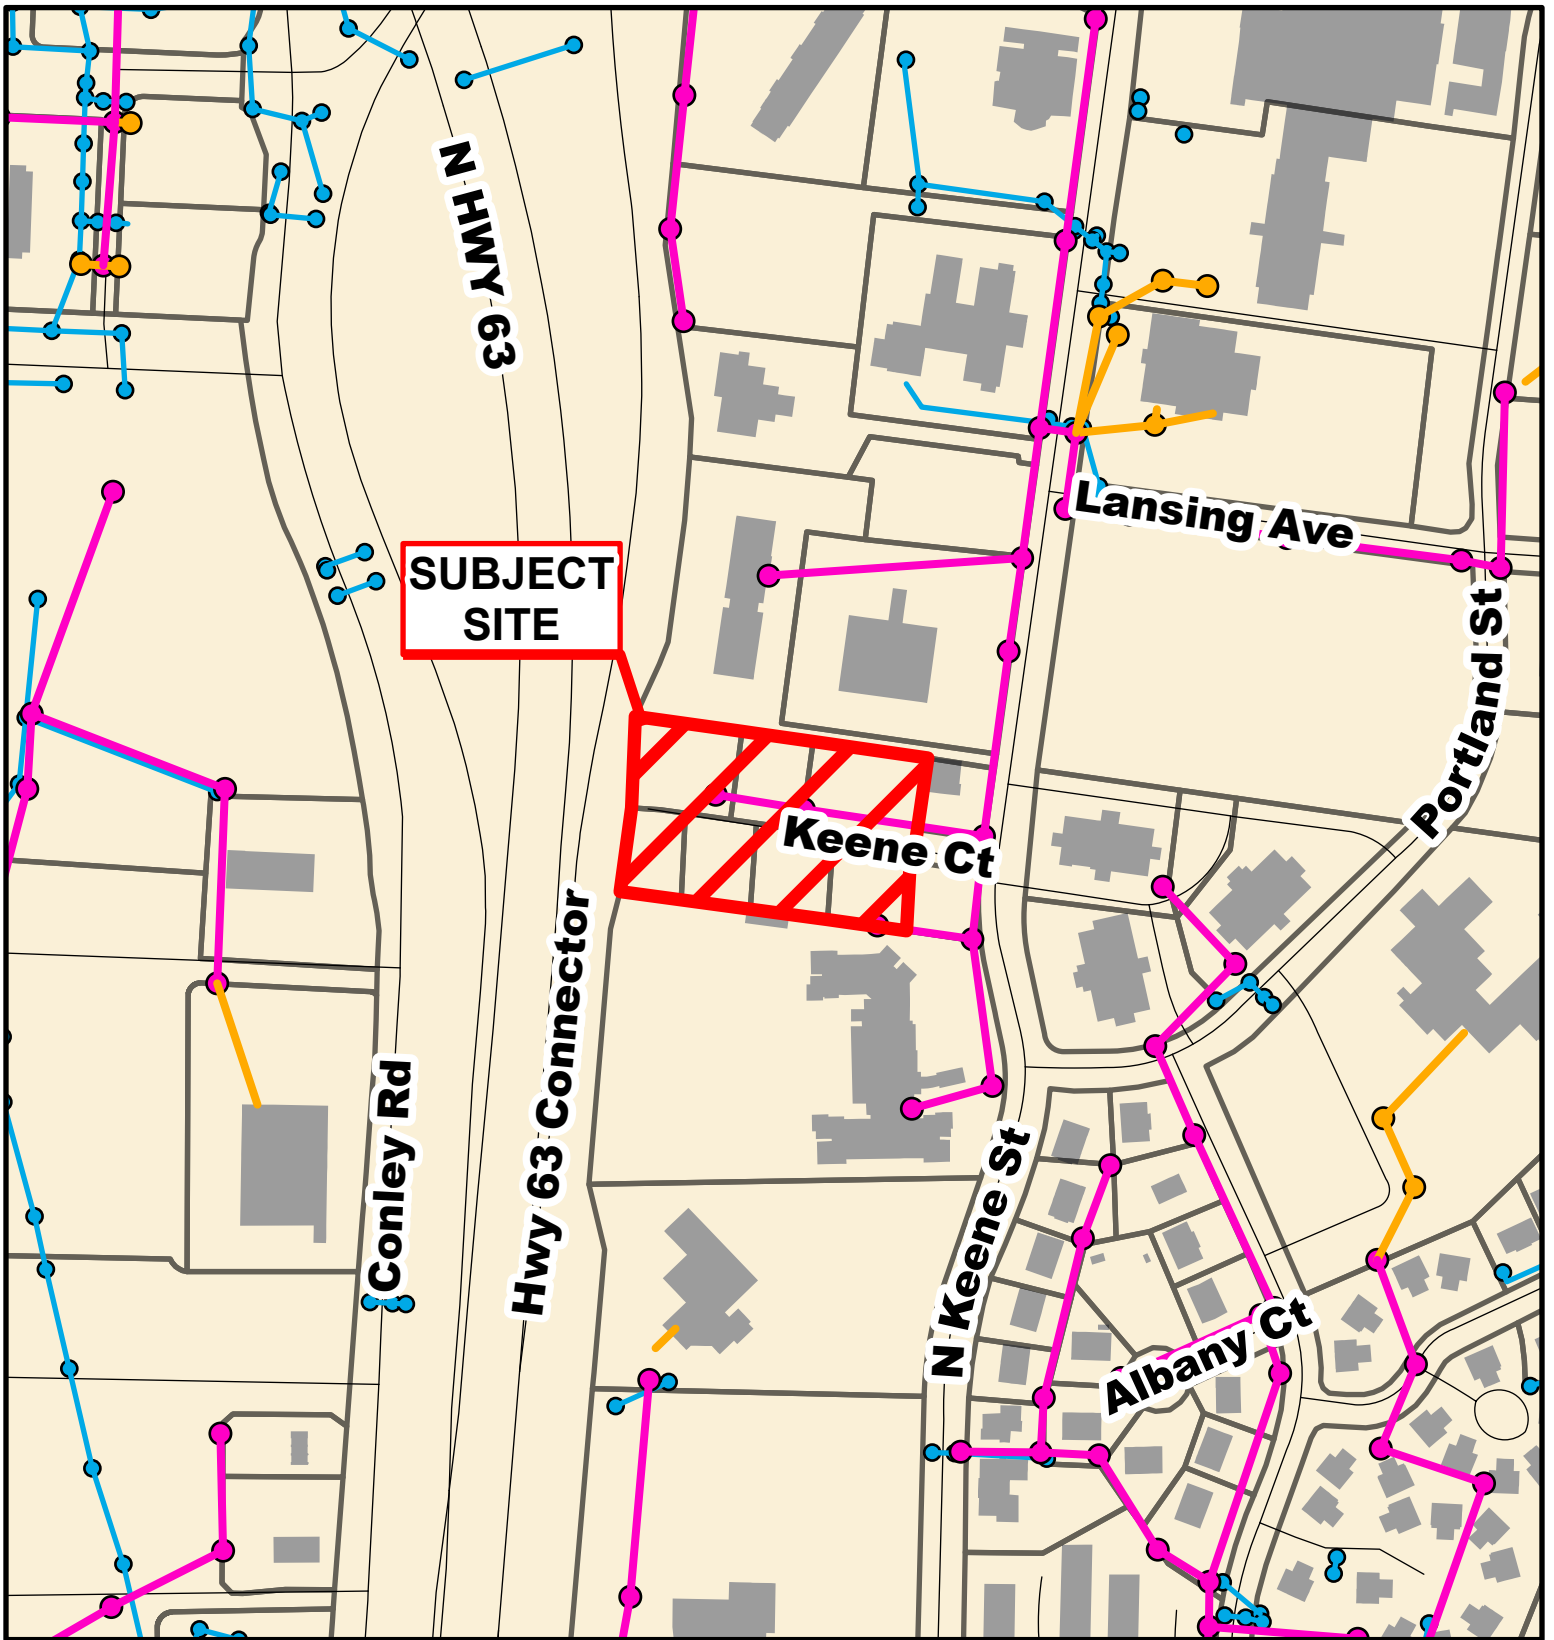 N HWY 63
Lansing Ave
SUBJECT
SITE
Portland St
Keene Ct
Hwy 63 Connector
Conley Rd
N Keene St
Albany Ct